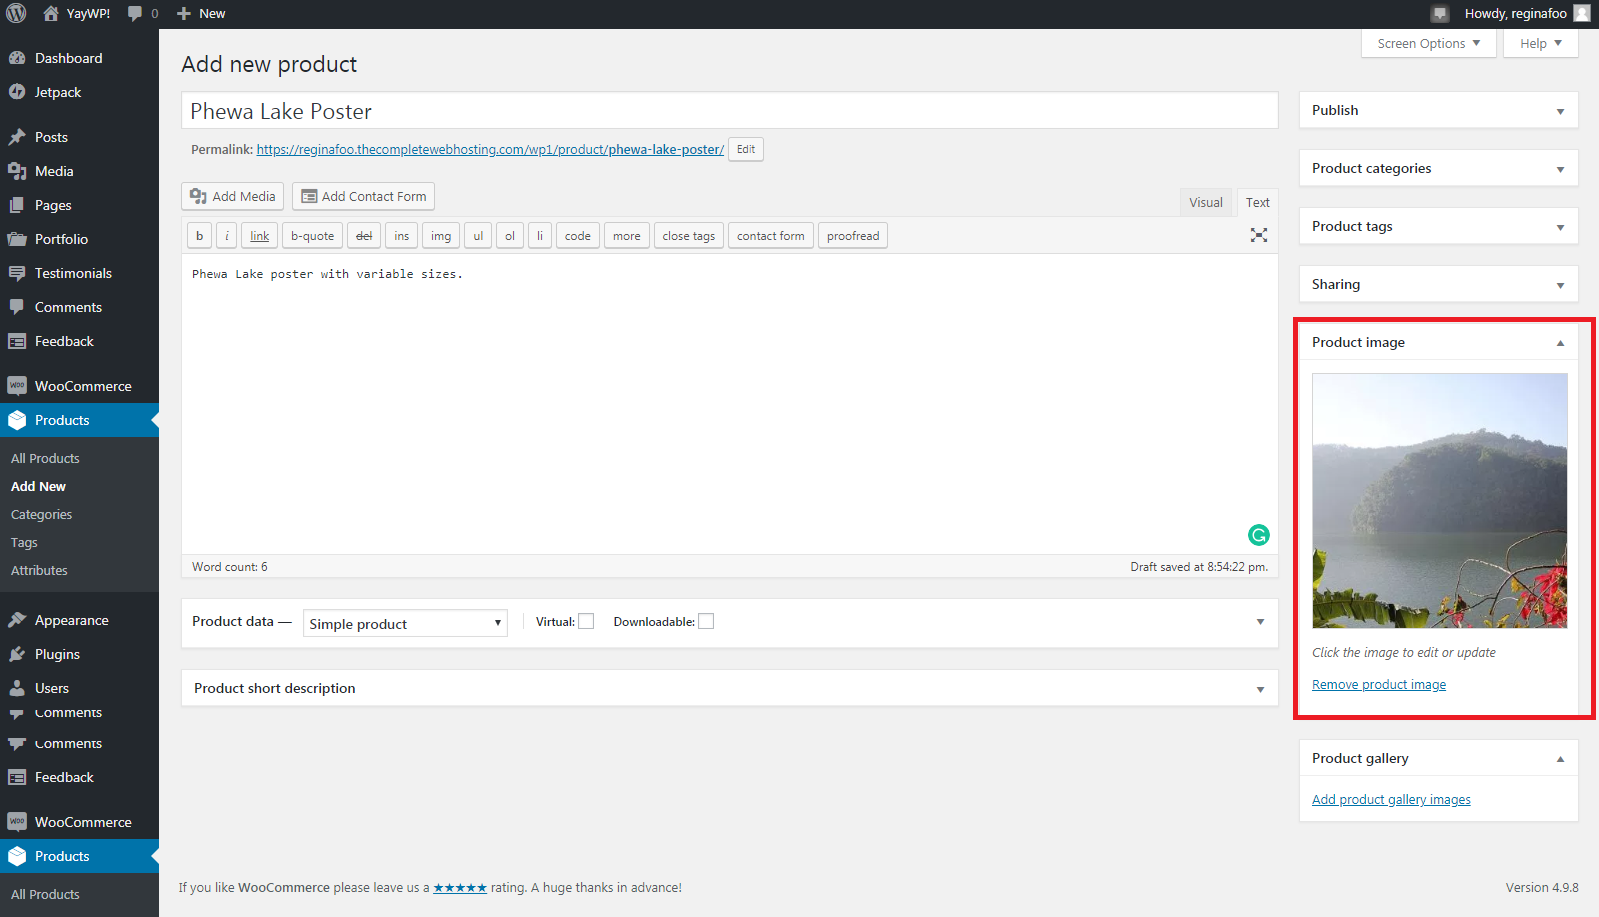 YayWP!
0
New
Howdy, reginafoo
Dashboard
Jetpack
Posts
Media
Pages
Portfolio
Testimonials
Comments
Feedback
WooCommerce
Products
All Products
Add New
Categories
Tags
Attributes
Appearance
Plugins
Users
Comments
Comments
Feedback
WooCommerce
Products
All Products
Screen Options
Help
Add new product
Phewa Lake Poster
Permalink: https://reginafoo.thecompletewebhosting.com/wp1/product/phewa-lake-poster/ Edit
Add Media Add Contact Form
Visual Text
b i link b-quote del ins img ul ol li code more close tags contact form proofread
Phewa Lake poster with variable sizes.
Word count: 6
Draft saved at 8:54:22 pm.
Product data — Simple product Virtual: Downloadable:
Product short description
Publish
Product categories
Product tags
Sharing
Product image
Click the image to edit or update
Remove product image
Product gallery
Add product gallery images
If you like WooCommerce please leave us a ★★★★★ rating. A huge thanks in advance!
Version 4.9.8